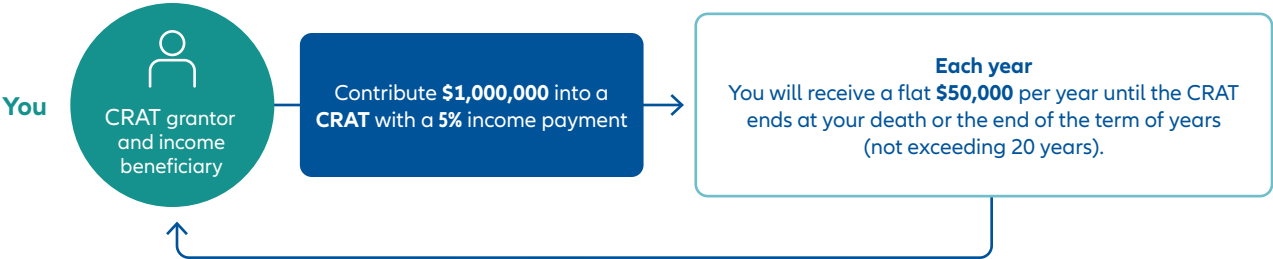 You
CRAT grantor
and income
beneficiary
Contribute $1,000,000 into a
CRAT with a 5% income payment
Each year
You will receive a flat $50,000 per year until the CRAT
ends at your death or the end of the term of years
(not exceeding 20 years).